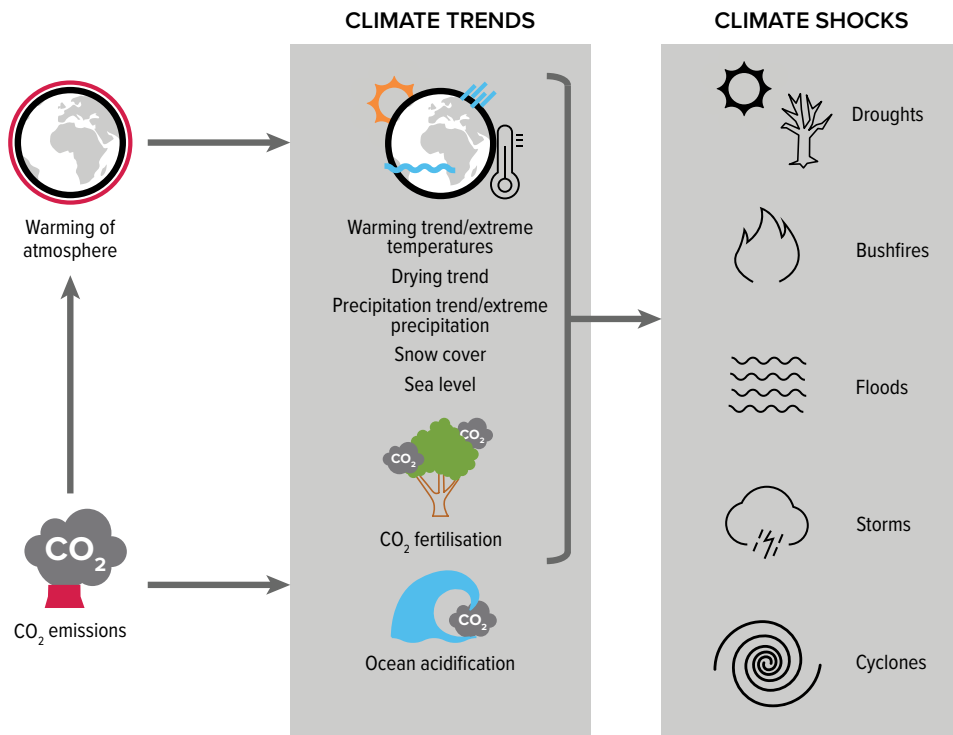 CLIMATE TRENDS
CLIMATE SHOCKS
Warming of
atmosphere
CO₂
CO₂ emissions
Warming trend/extreme
temperatures
Drying trend
Precipitation trend/extreme
precipitation
Snow cover
Sea level
CO₂
CO₂
CO₂ fertilisation
CO₂
Ocean acidification
Droughts
Bushfires
Floods
Storms
Cyclones